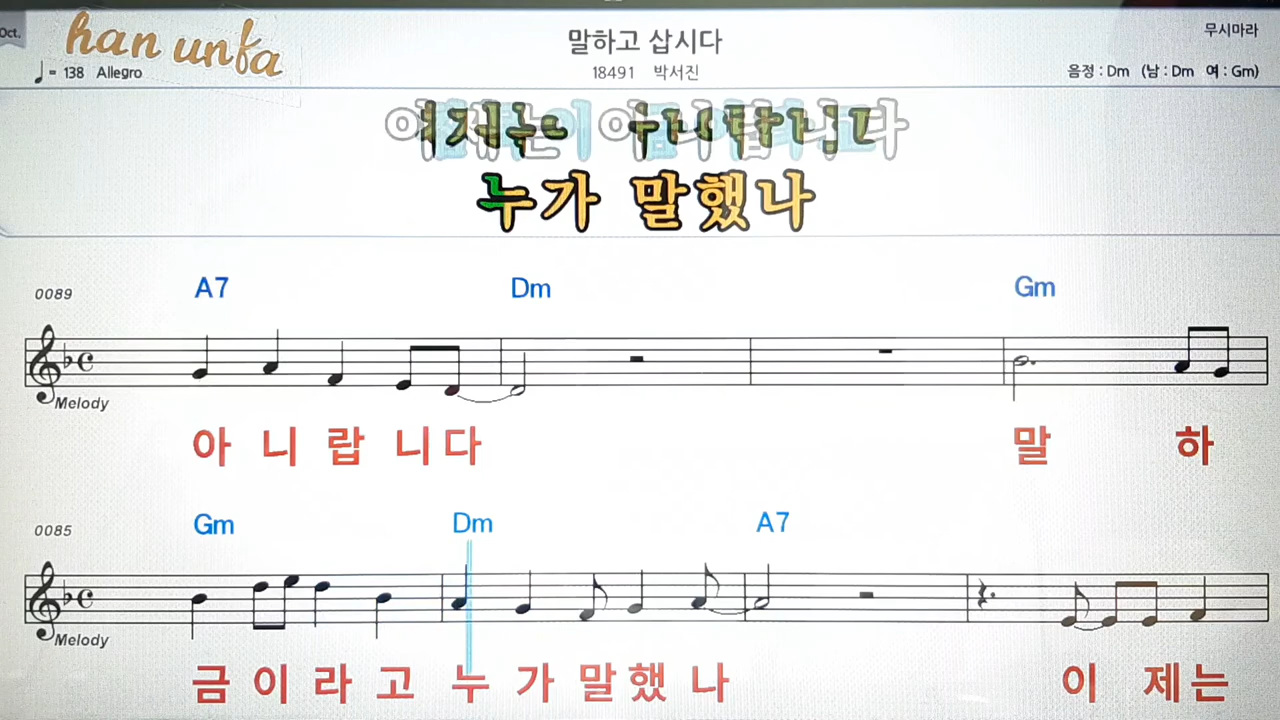 Oct.
han unfa
말하고 삽시다
무시마라
♩= 138 Allegro
18491 박서진
음정 : Dm (남 : Dm 여 : Gm)
누가 말했나
A7 Dm Gm
0089
Melody
아 니 랍 니 다 말 하
Gm Dm A7
0085
Melody
금 이 라 고 누 가 말 했 나 이 제 는